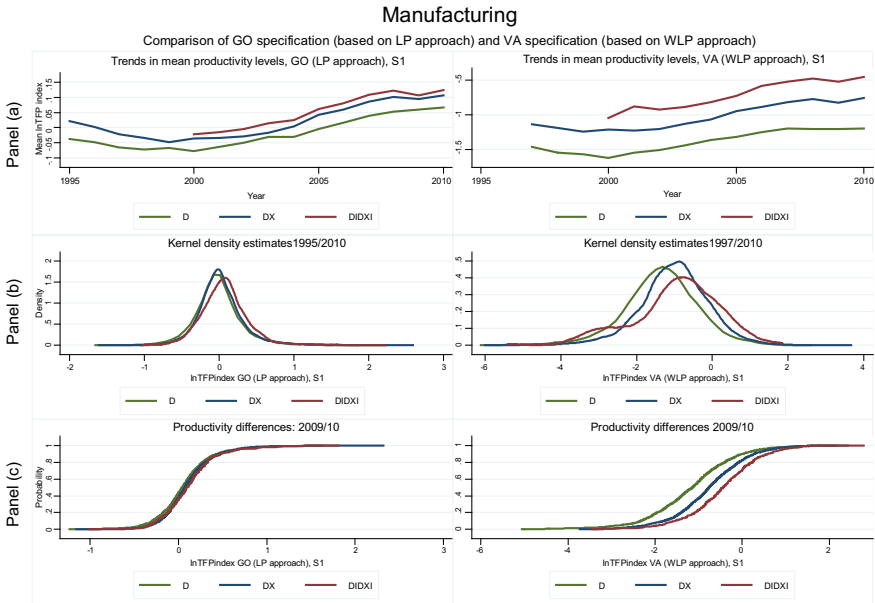 Manufacturing
Comparison of GO specification (based on LP approach) and VA specification (based on WLP approach)
Panel (a)
Trends in mean productivity levels, GO (LP approach), S1
Mean lnTFP index
.15
.1
.05
0
-.05
-.1
1995 2000 2005 2010
Year
D DX DIDXI
Trends in mean productivity levels, VA (WLP approach), S1
-.5
-1
-1.5
1995 2000 2005 2010
Year
D DX DIDXI
Panel (b)
Kernel density estimates1995/2010
Density
2
1.5
1
.5
0
-2 -1 0 1 2 3
lnTFPindex GO (LP approach), S1
D DX DIDXI
Kernel density estimates1997/2010
.5
.4
.3
.2
.1
0
-6 -4 -2 0 2 4
lnTFPindex VA (WLP approach), S1
D DX DIDXI
Panel (c)
Productivity differences: 2009/10
Probability
1
.8
.6
.4
.2
0
-1 0 1 2 3
lnTFPindex GO (LP approach), S1
D DX DIDXI
Productivity differences 2009/10
1
.8
.6
.4
.2
0
-6 -4 -2 0 2
lnTFPindex VA (WLP approach), S1
D DX DIDXI